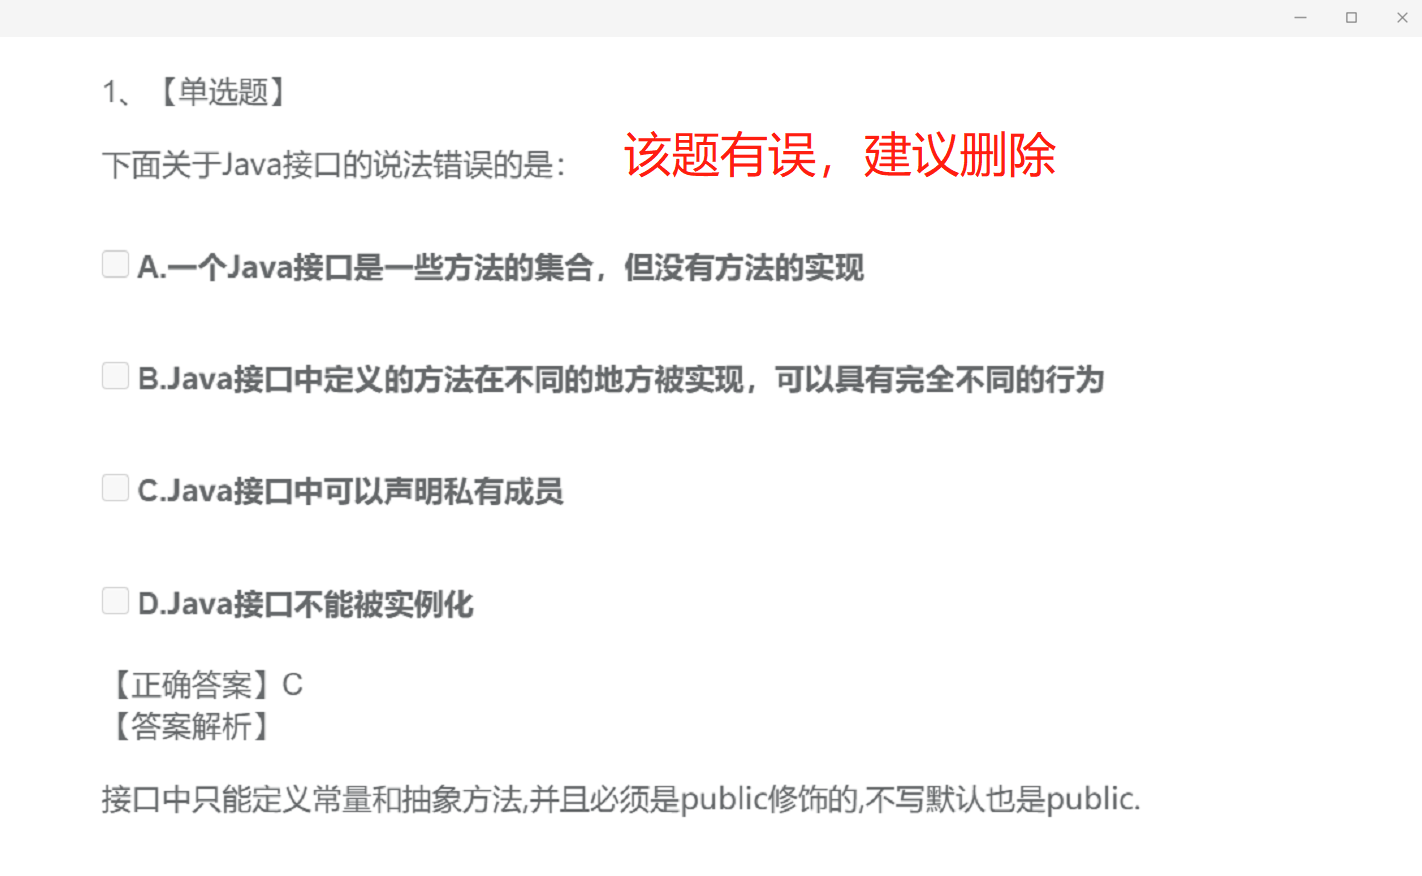 1、【单选题】
下面关于Java接口的说法错误的是：
该题有误，建议删除
A.一个Java接口是一些方法的集合，但没有方法的实现
B.Java接口中定义的方法在不同的地方被实现，可以具有完全不同的行为
C.Java接口中可以声明私有成员
D.Java接口不能被实例化
【正确答案】C
【答案解析】
接口中只能定义常量和抽象方法,并且必须是public修饰的,不写默认也是public.